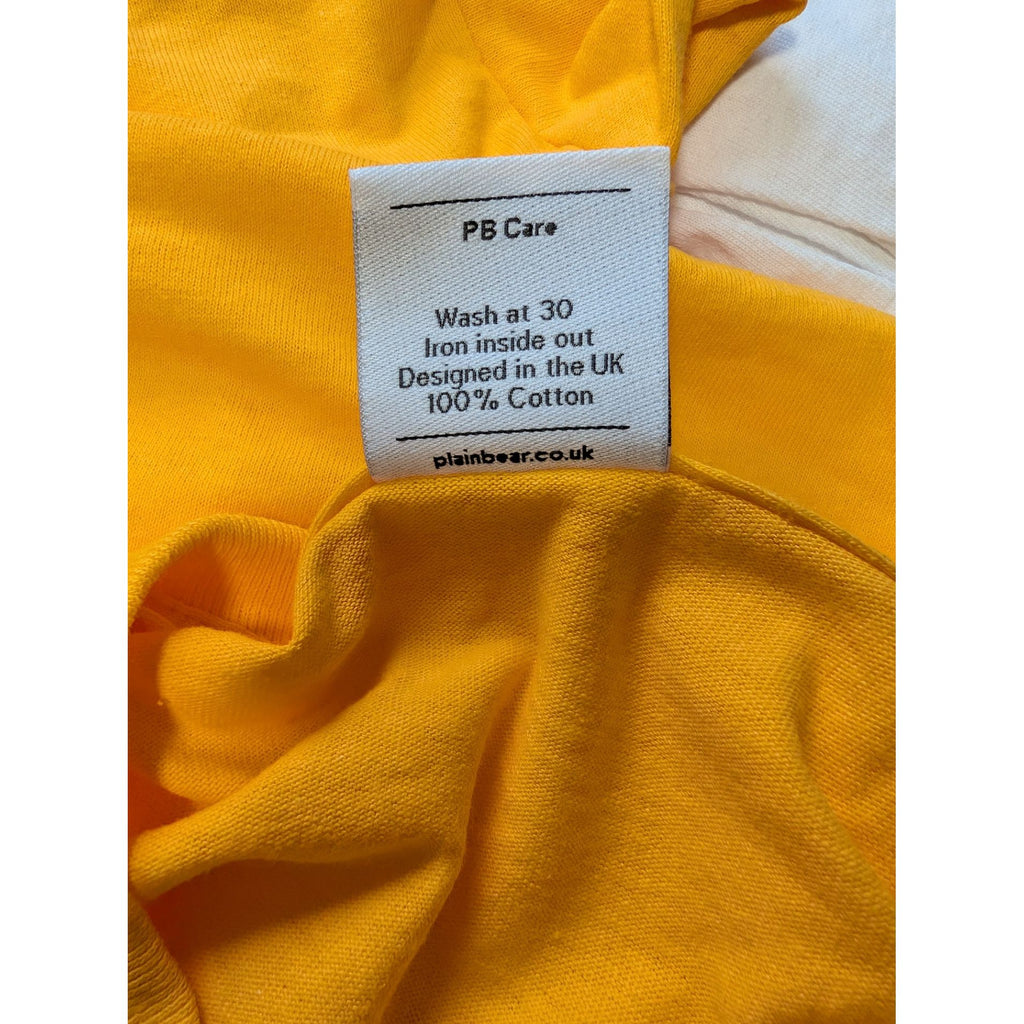 PB Care
Wash at 30
Iron inside out
Designed in the UK
100% Cotton
plainbear.co.uk